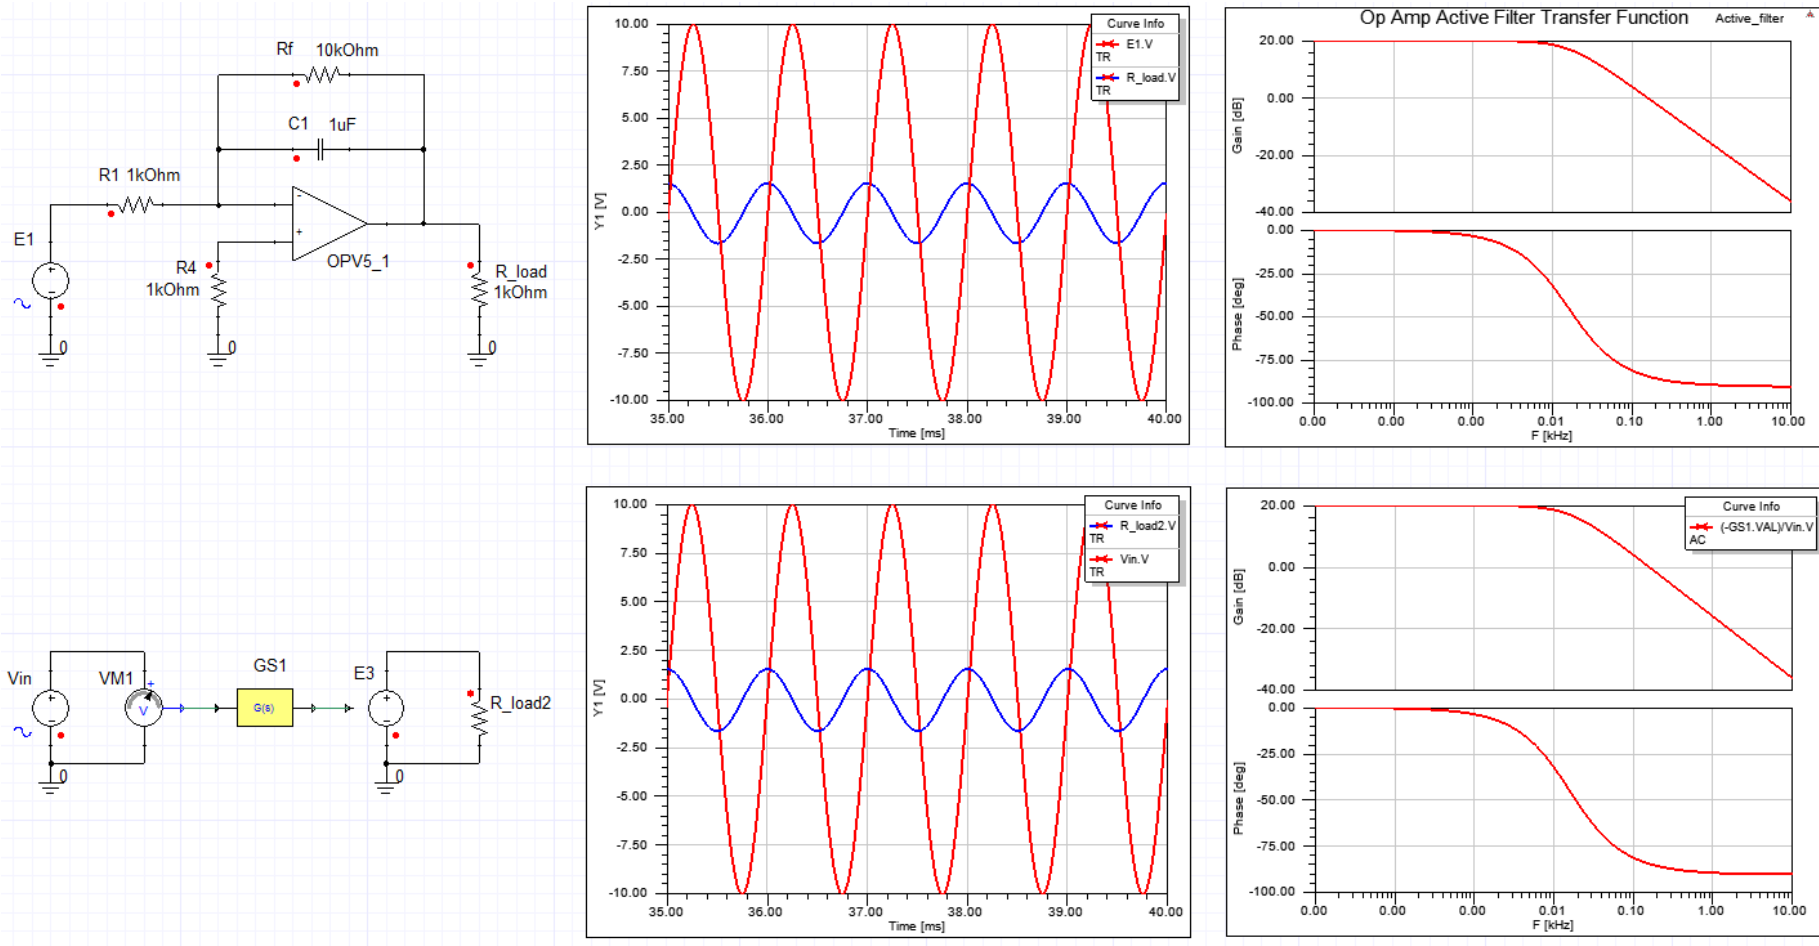 Rf 10kOhm
C1 1uF
R1 1kOhm
-
+
E1
+
-
R4
1kOhm
OPV5_1
R_load
1kOhm
0
0
0
10.00
7.50
5.00
2.50
0.00
-2.50
-5.00
-7.50
-10.00
Y1 [V]
35.00 36.00 37.00 38.00 39.00 40.00
Time [ms]
Curve Info
E1.V
TR
R_load.V
TR
Op Amp Active Filter Transfer Function Active_filter
20.00
0.00
-20.00
-40.00
Gain [dB]
0.00
-25.00
-50.00
-75.00
-100.00
Phase [deg]
0.00 0.00 0.00 0.01 0.10 1.00 10.00
F [kHz]
Vin
+
-
VM1
+
V
GS1
G(s)
E3
+
-
R_load2
0
0
10.00
7.50
5.00
2.50
0.00
-2.50
-5.00
-7.50
-10.00
Y1 [V]
35.00 36.00 37.00 38.00 39.00 40.00
Time [ms]
Curve Info
R_load2.V
TR
Vin.V
TR
20.00
0.00
-20.00
-40.00
Gain [dB]
Curve Info
(-GS1.VAL)/Vin.V
AC
0.00
-25.00
-50.00
-75.00
-100.00
Phase [deg]
0.00 0.00 0.00 0.01 0.10 1.00 10.00
F [kHz]